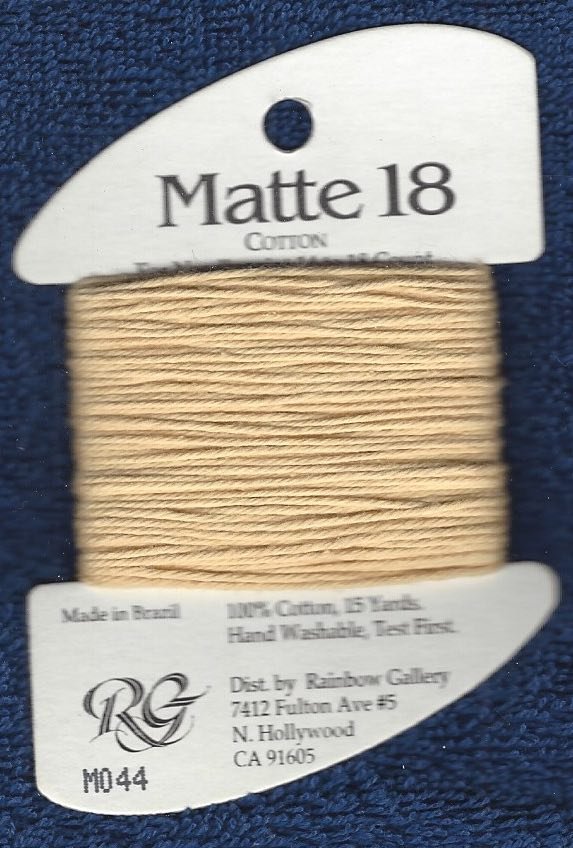 Matte 18
COTTON
Made in Brazil
100% Cotton, 15 Yards.
Hand Washable, Test First.
RG
Dist. by Rainbow Gallery
7412 Fulton Ave #5
N. Hollywood
CA 91605
M044